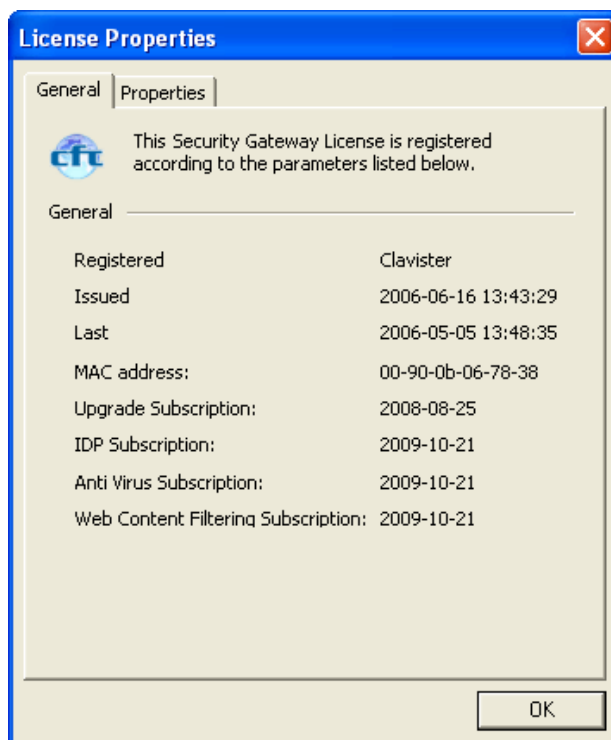 License Properties
General Properties
cfc
This Security Gateway License is registered
according to the parameters listed below.
General
Registered Clavister
Issued 2006-06-16 13:43:29
Last 2006-05-05 13:48:35
MAC address: 00-90-0b-06-78-38
Upgrade Subscription: 2008-08-25
IDP Subscription: 2009-10-21
Anti Virus Subscription: 2009-10-21
Web Content Filtering Subscription: 2009-10-21
OK